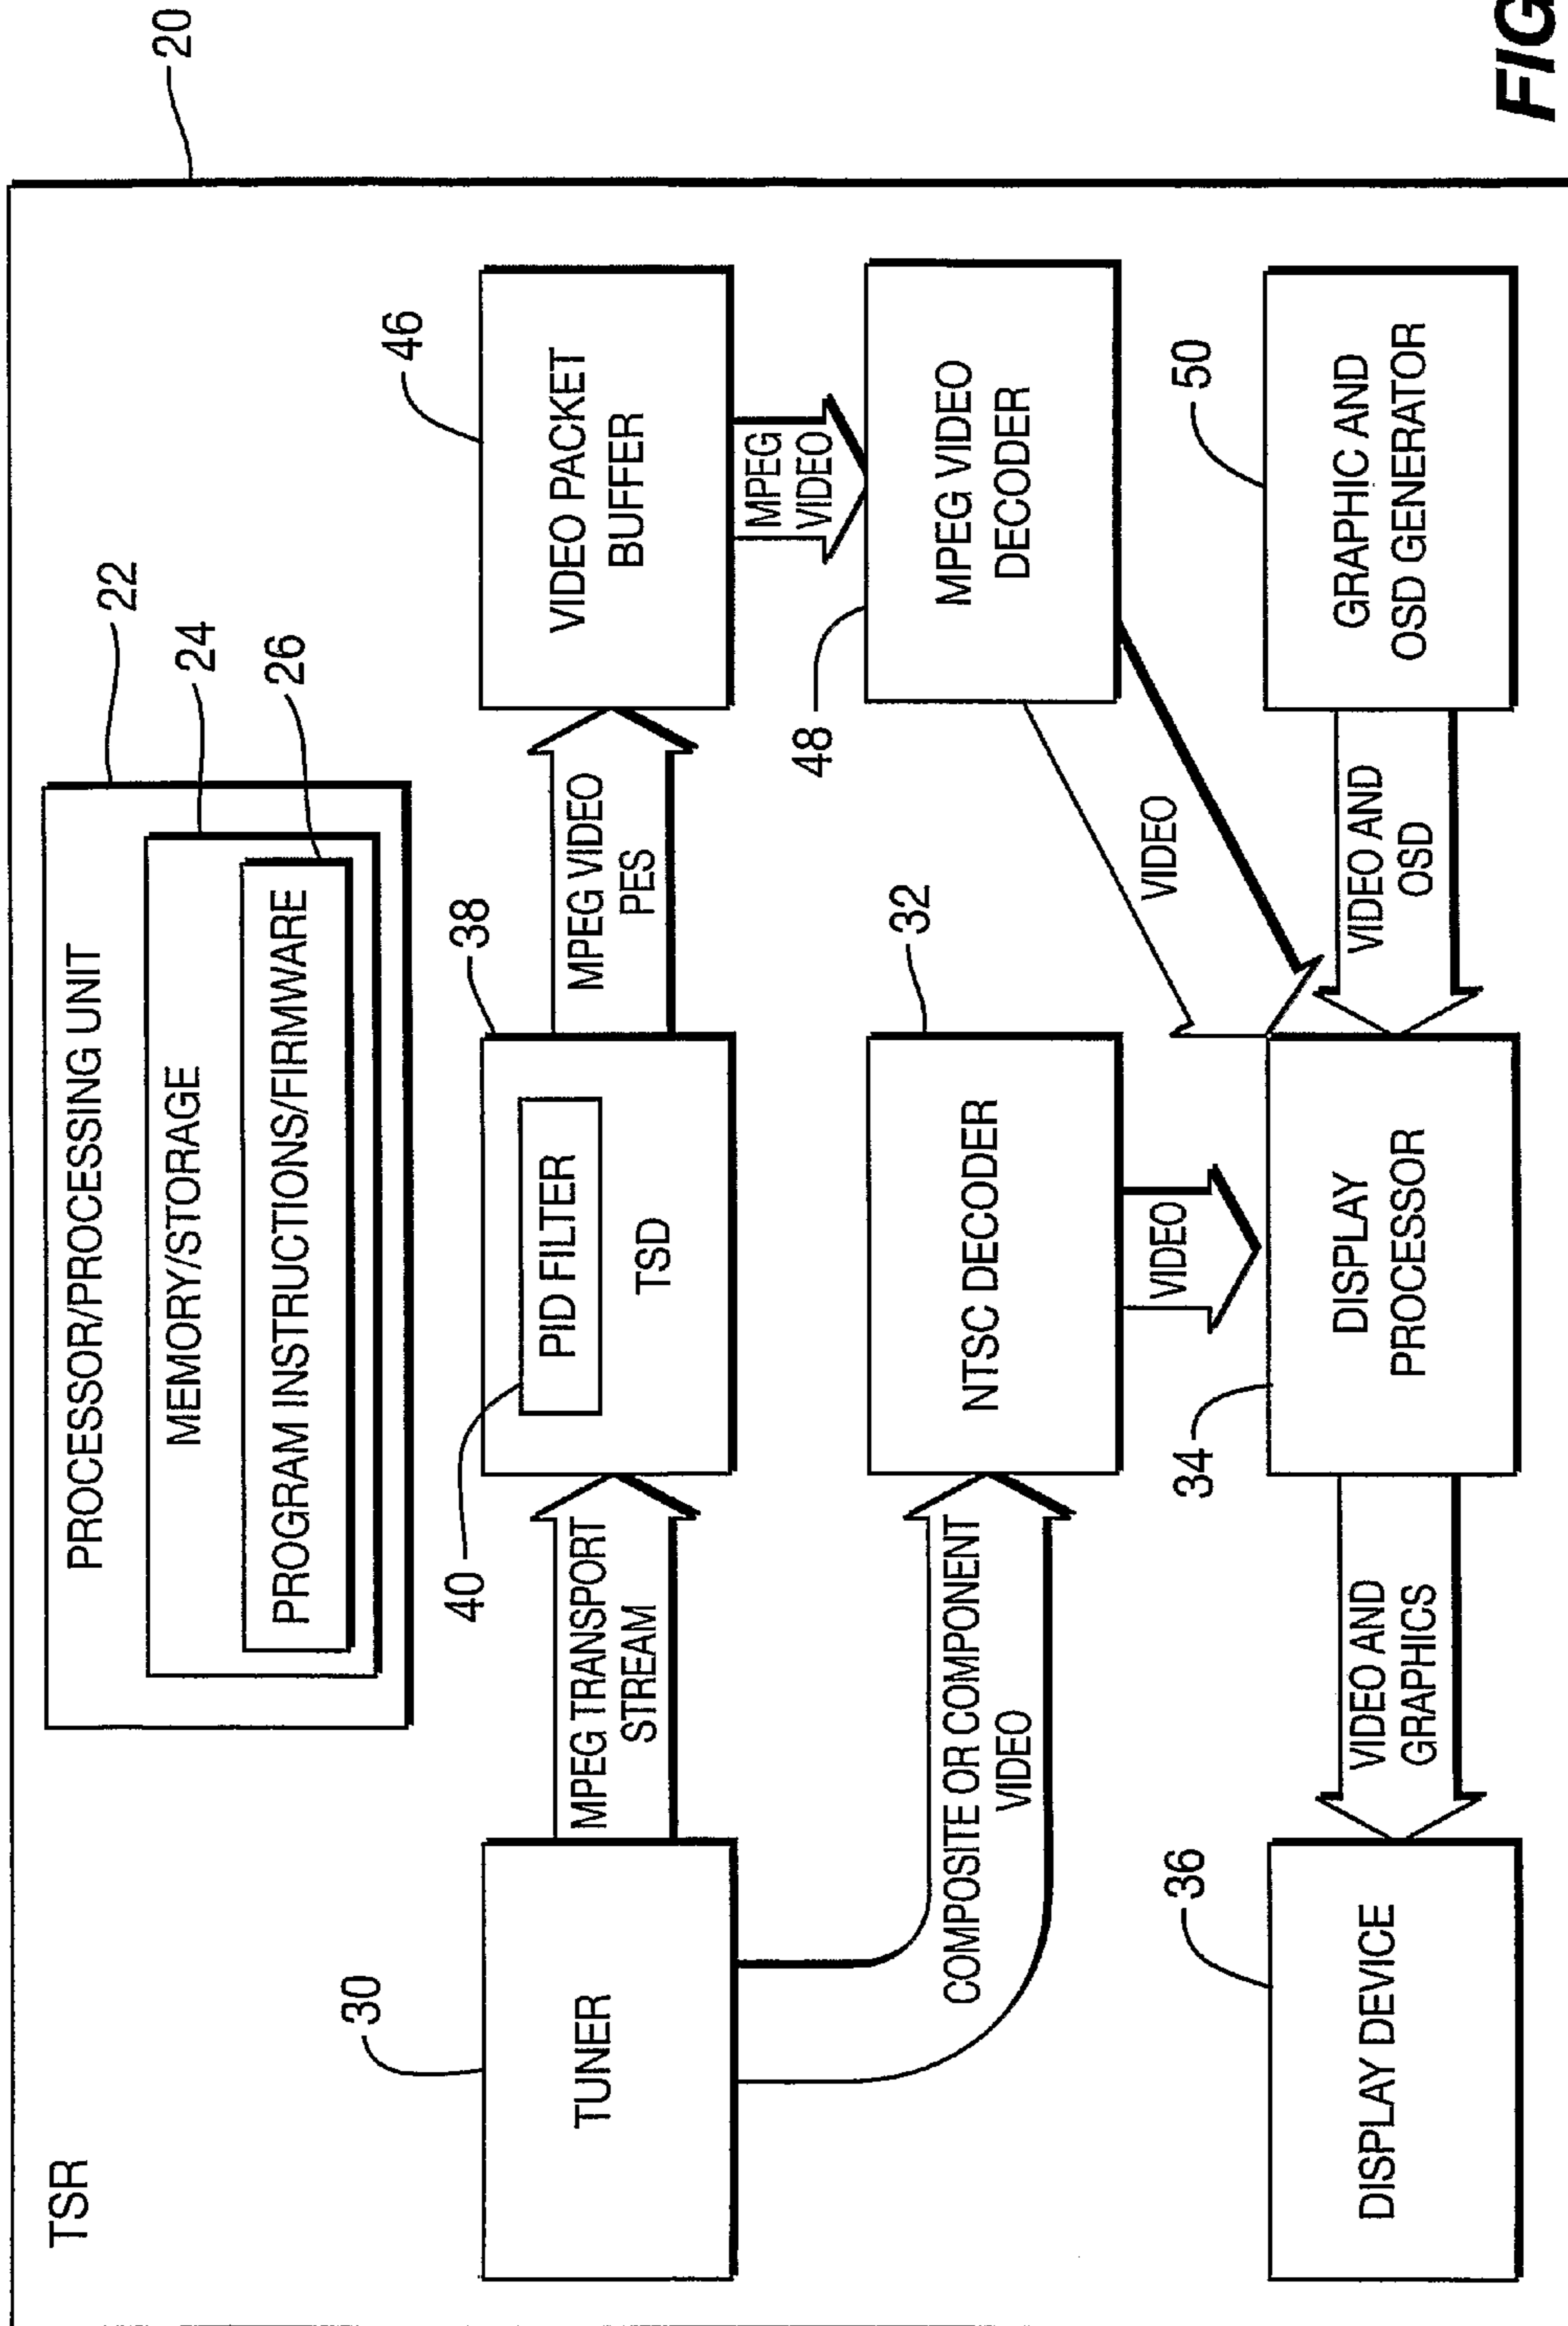 TSR
20
PROCESSOR/PROCESSING UNIT
22
MEMORY/STORAGE
24
PROGRAM INSTRUCTIONS/FIRMWARE
26
30
TUNER
MPEG TRANSPORT
STREAM
40
38
PID FILTER
TSD
MPEG VIDEO
PES
46
VIDEO PACKET
BUFFER
MPEG
VIDEO
COMPOSITE OR COMPONENT
VIDEO
32
NTSC DECODER
48
MPEG VIDEO
DECODER
VIDEO
VIDEO
36
DISPLAY DEVICE
VIDEO AND
GRAPHICS
34
DISPLAY
PROCESSOR
VIDEO AND
OSD
50
GRAPHIC AND
OSD GENERATOR
FIG